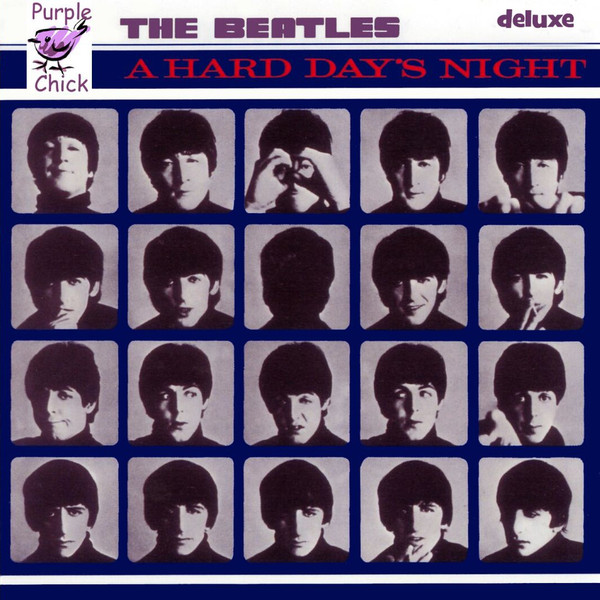 Purple
Chick
THE BEATLES
deluxe
A HARD DAY'S NIGHT